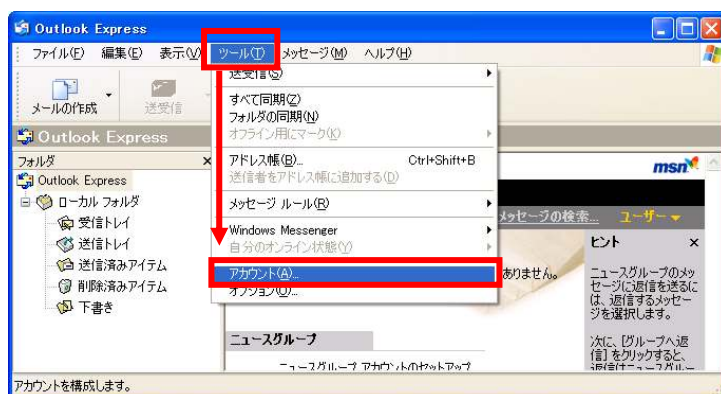 Outlook Express
ファイル(F) 編集(E) 表示(V) ツール(T) メッセージ(M) ヘルプ(H)
メールの作成 送受信
Outlook Express
フォルダ ×
Outlook Express
ローカル フォルダ
受信トレイ
送信トレイ
送信済みアイテム
削除済みアイテム
下書き
送受信(S)
すべて同期(Z)
フォルダの同期(N)
オフライン用にマーク(K)
アドレス帳(B)... Ctrl+Shift+B
送信者をアドレス帳に追加する(D)
メッセージ ルール(R)
Windows Messenger
自分のオンライン状態(Y)
アカウント(A)...
オプション(O)...
msn
メッセージの検索... ユーザー
ありません。
ニュースグループ
ニュースグループ アカウントのセットアップ
ヒント ×
ニュースグループのメッ
セージに返信を送るに
は、返信するメッセー
ジを選択します。
次に、[グループへ返
信] をクリックすると、
返信はニュースグルー
アカウントを構成します。